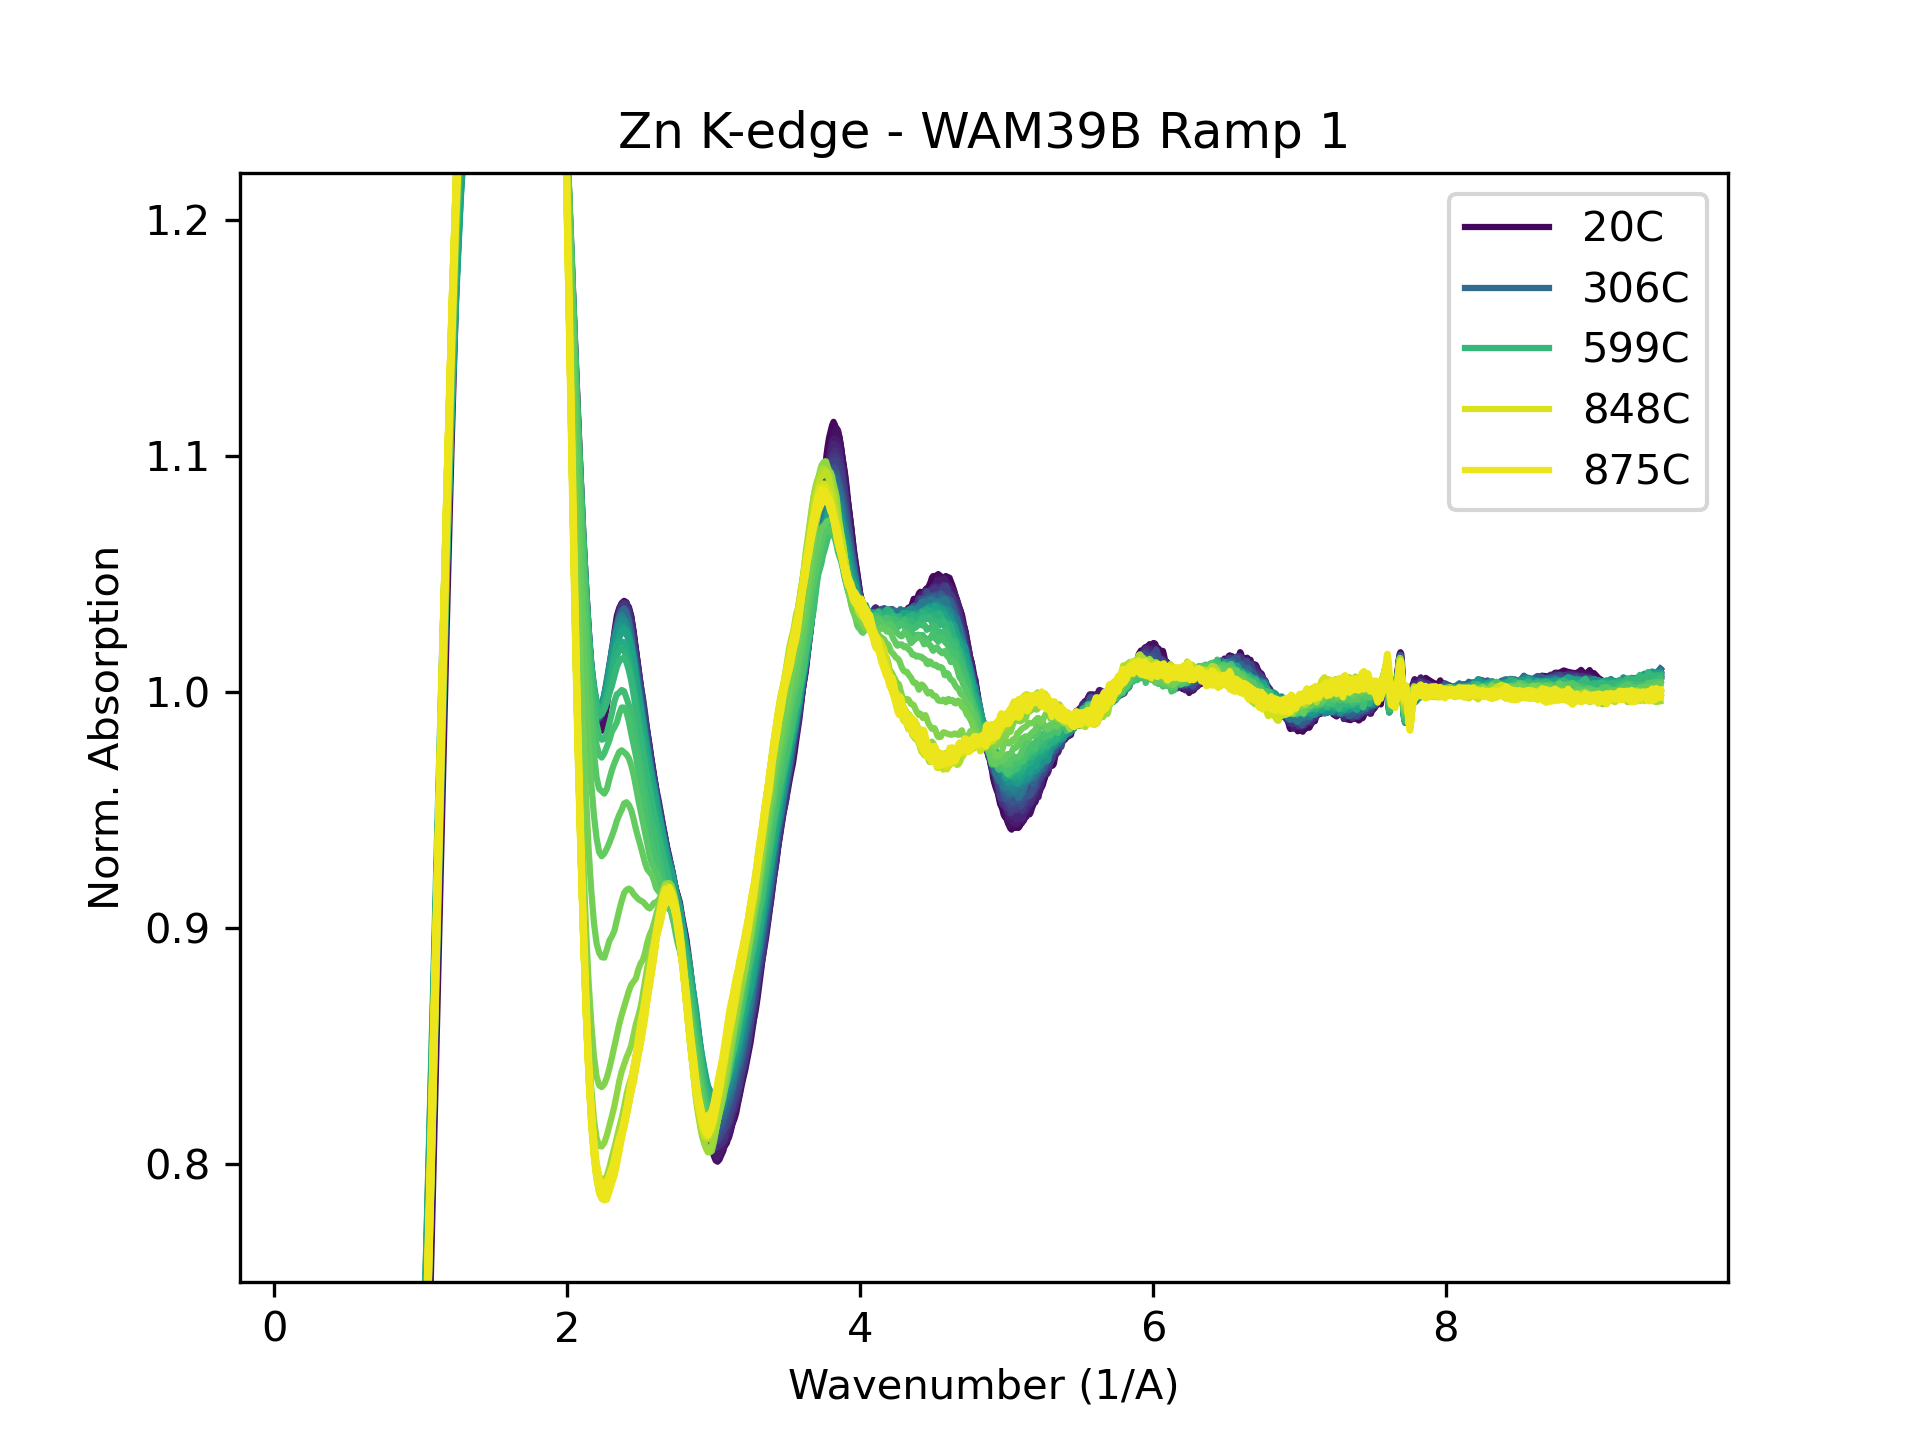 Zn K-edge - WAM39B Ramp 1
1.2
1.1
1.0
0.9
0.8
Norm. Absorption
20C
306C
599C
848C
875C
0 2 4 6 8
Wavenumber (1/A)